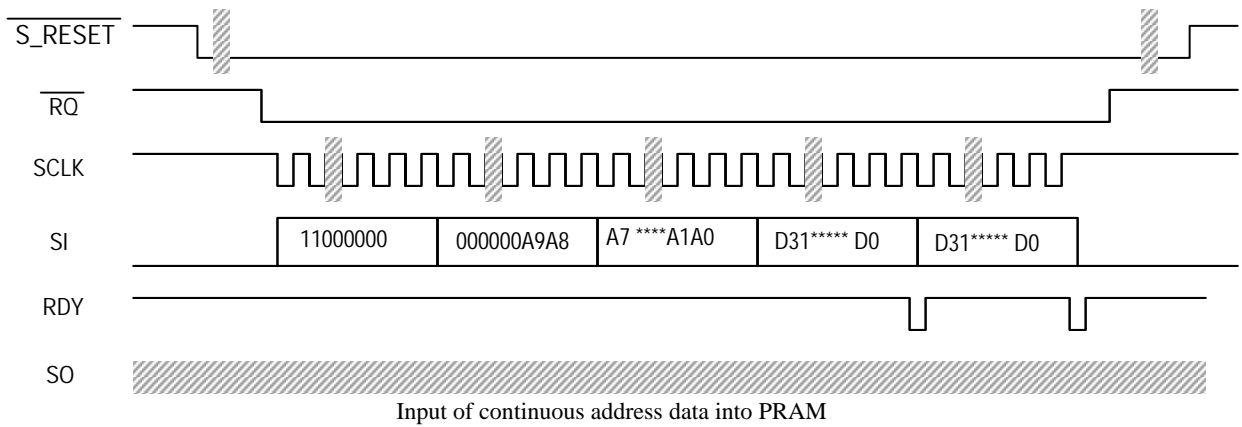 S_RESET
RQ
SCLK
SI 11000000 000000A9A8 A7 ****A1A0 D31***** D0 D31***** D0
RDY
SO
Input of continuous address data into PRAM